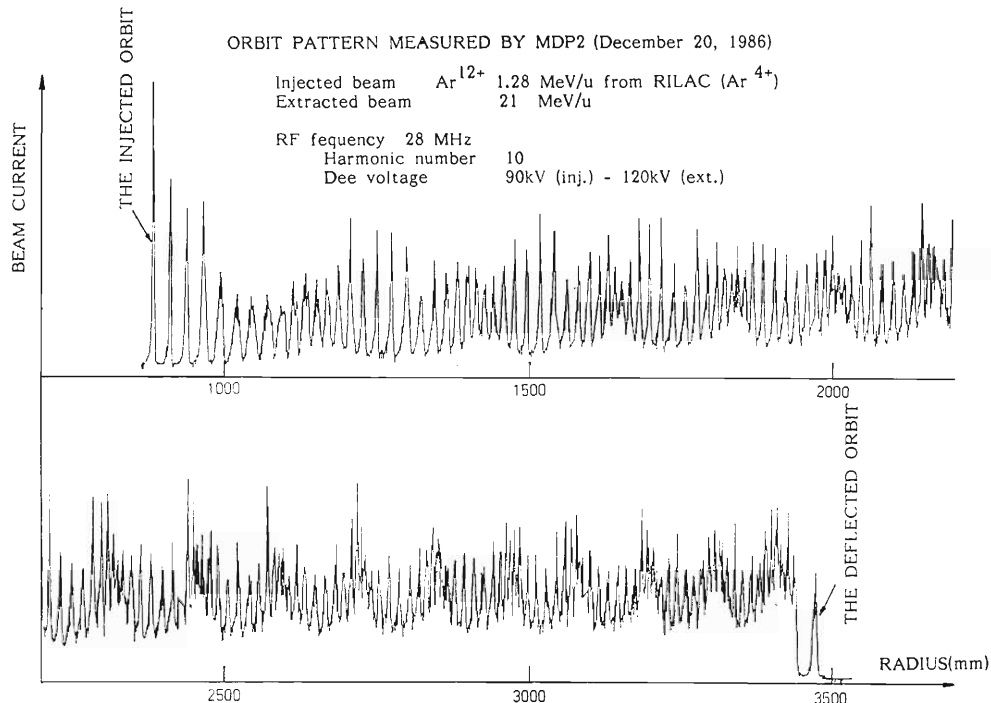 ORBIT PATTERN MEASURED BY MDP2 (December 20, 1986)
Injected beam Ar12+ 1.28 MeV/u from RILAC (Ar 4+)
Extracted beam 21 MeV/u
RF fequency 28 MHz
Harmonic number 10
Dee voltage 90kV (inj.) - 120kV (ext.)
THE INJECTED ORBIT
BEAM CURRENT
1000 1500 2000
THE DEFLECTED ORBIT
RADIUS(mm)
2500 3000 3500